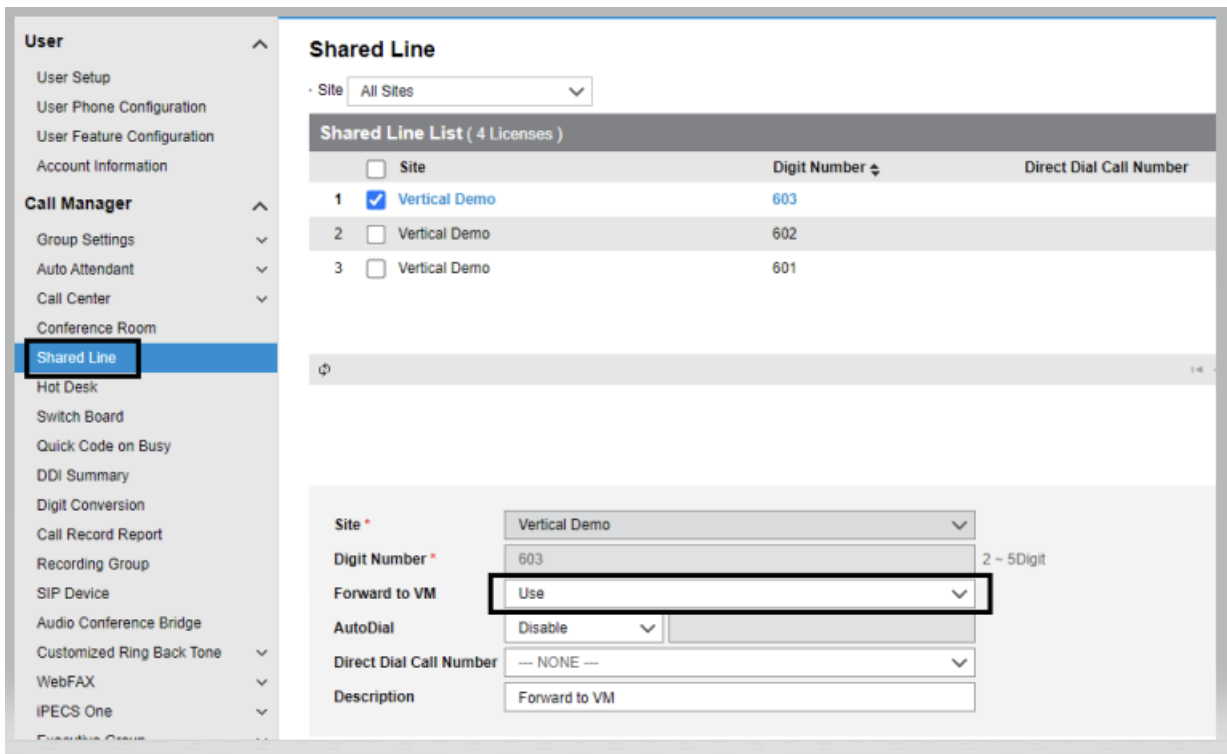 User
User Setup
User Phone Configuration
User Feature Configuration
Account Information
Call Manager
Group Settings
Auto Attendant
Call Center
Conference Room
Shared Line
Hot Desk
Switch Board
Quick Code on Busy
DDI Summary
Digit Conversion
Call Record Report
Recording Group
SIP Device
Audio Conference Bridge
Customized Ring Back Tone
WebFAX
iPECS One
Executive Group
Shared Line
· Site All Sites
Shared Line List ( 4 Licenses )
Site Digit Number Direct Dial Call Number
1 Vertical Demo 603
2 Vertical Demo 602
3 Vertical Demo 601
Site * Vertical Demo
Digit Number * 603 2 ~ 5Digit
Forward to VM Use
AutoDial Disable
Direct Dial Call Number --- NONE ---
Description Forward to VM